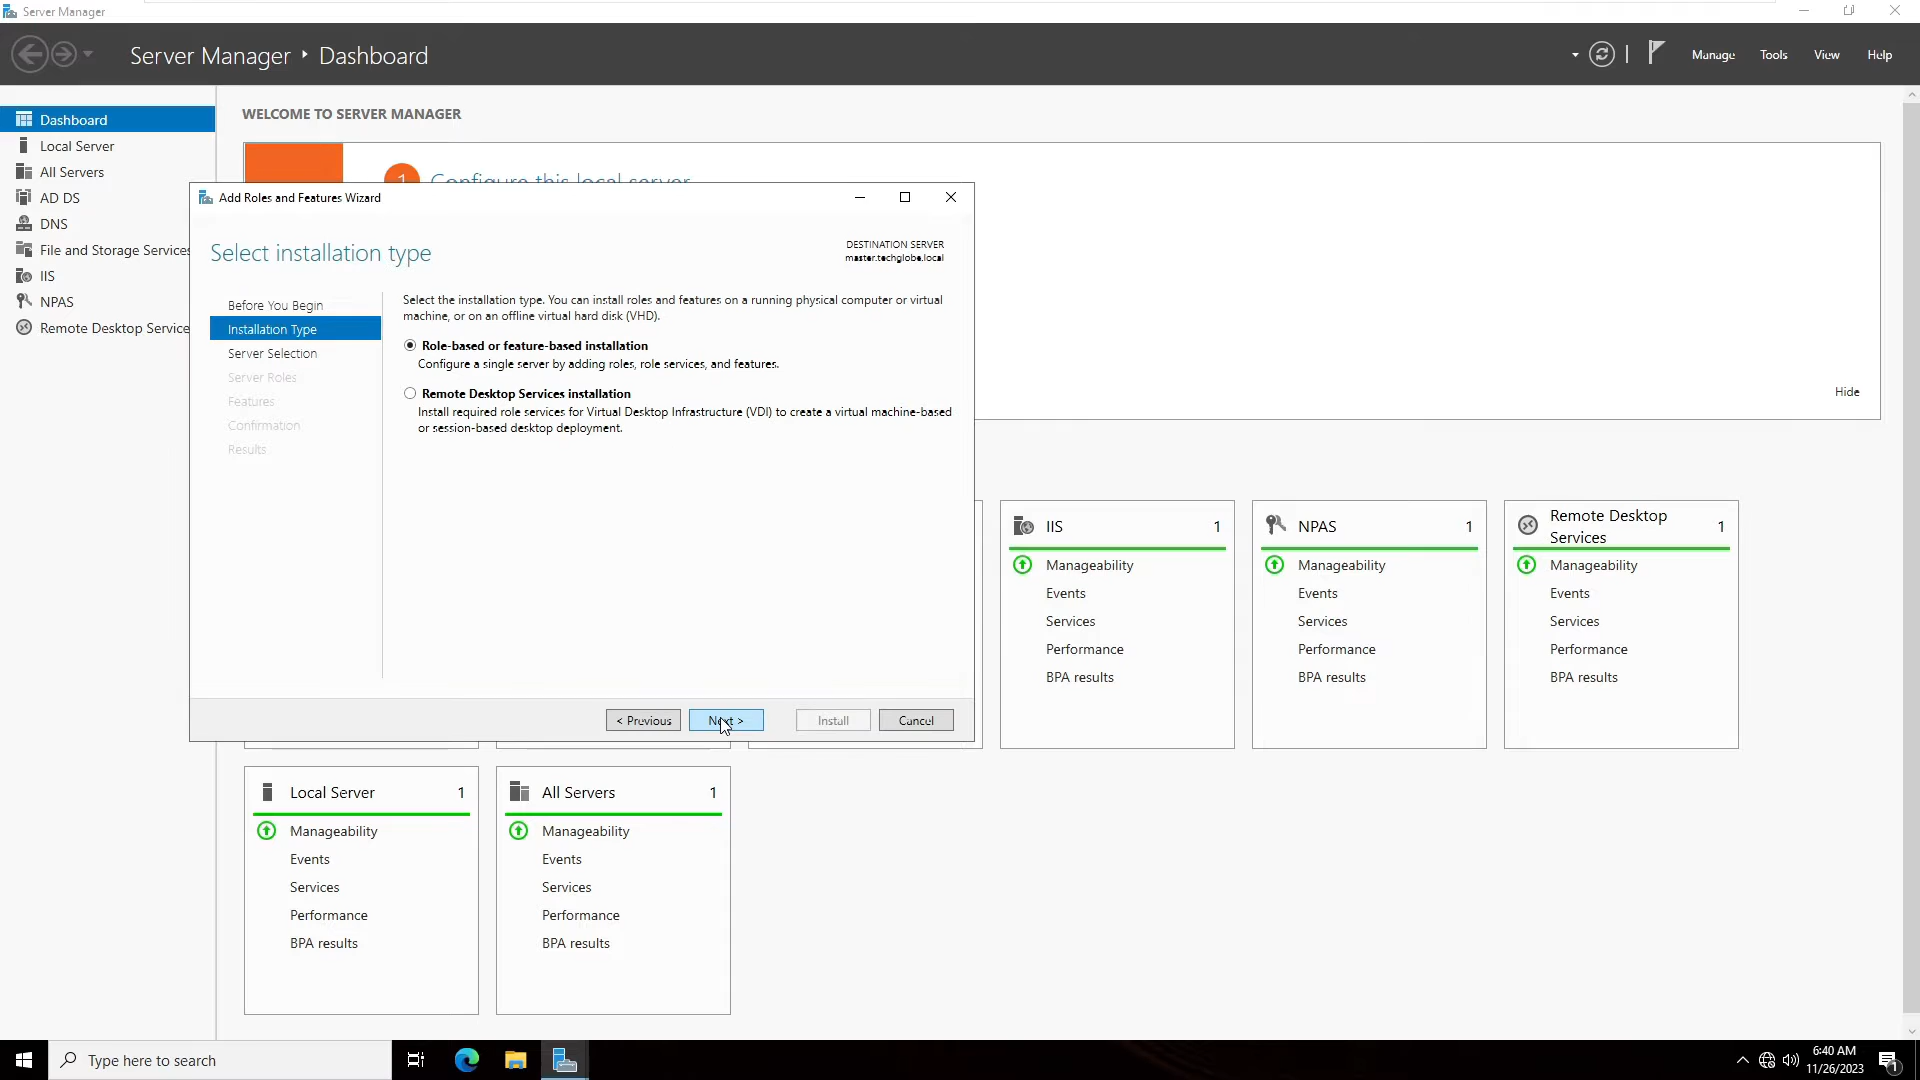 Server Manager
Server Manager ‣ Dashboard
Manage
Tools
View
Help
Dashboard
Local Server
All Servers
AD DS
DNS
File and Storage Services
IIS
NPAS
Remote Desktop Service
WELCOME TO SERVER MANAGER
1
Configure this local server
Hide
Add Roles and Features Wizard
Select installation type
DESTINATION SERVER
master.techglobe.local
Before You Begin
Installation Type
Server Selection
Server Roles
Features
Confirmation
Results
Select the installation type. You can install roles and features on a running physical computer or virtual
machine, or on an offline virtual hard disk (VHD).
Role-based or feature-based installation
Configure a single server by adding roles, role services, and features.
Remote Desktop Services installation
Install required role services for Virtual Desktop Infrastructure (VDI) to create a virtual machine-based
or session-based desktop deployment.
< Previous
Next >
Install
Cancel
IIS 1
Manageability
Events
Services
Performance
BPA results
NPAS 1
Manageability
Events
Services
Performance
BPA results
Remote Desktop
Services 1
Manageability
Events
Services
Performance
BPA results
Local Server 1
Manageability
Events
Services
Performance
BPA results
All Servers 1
Manageability
Events
Services
Performance
BPA results
Type here to search
6:40 AM
11/26/2023
1